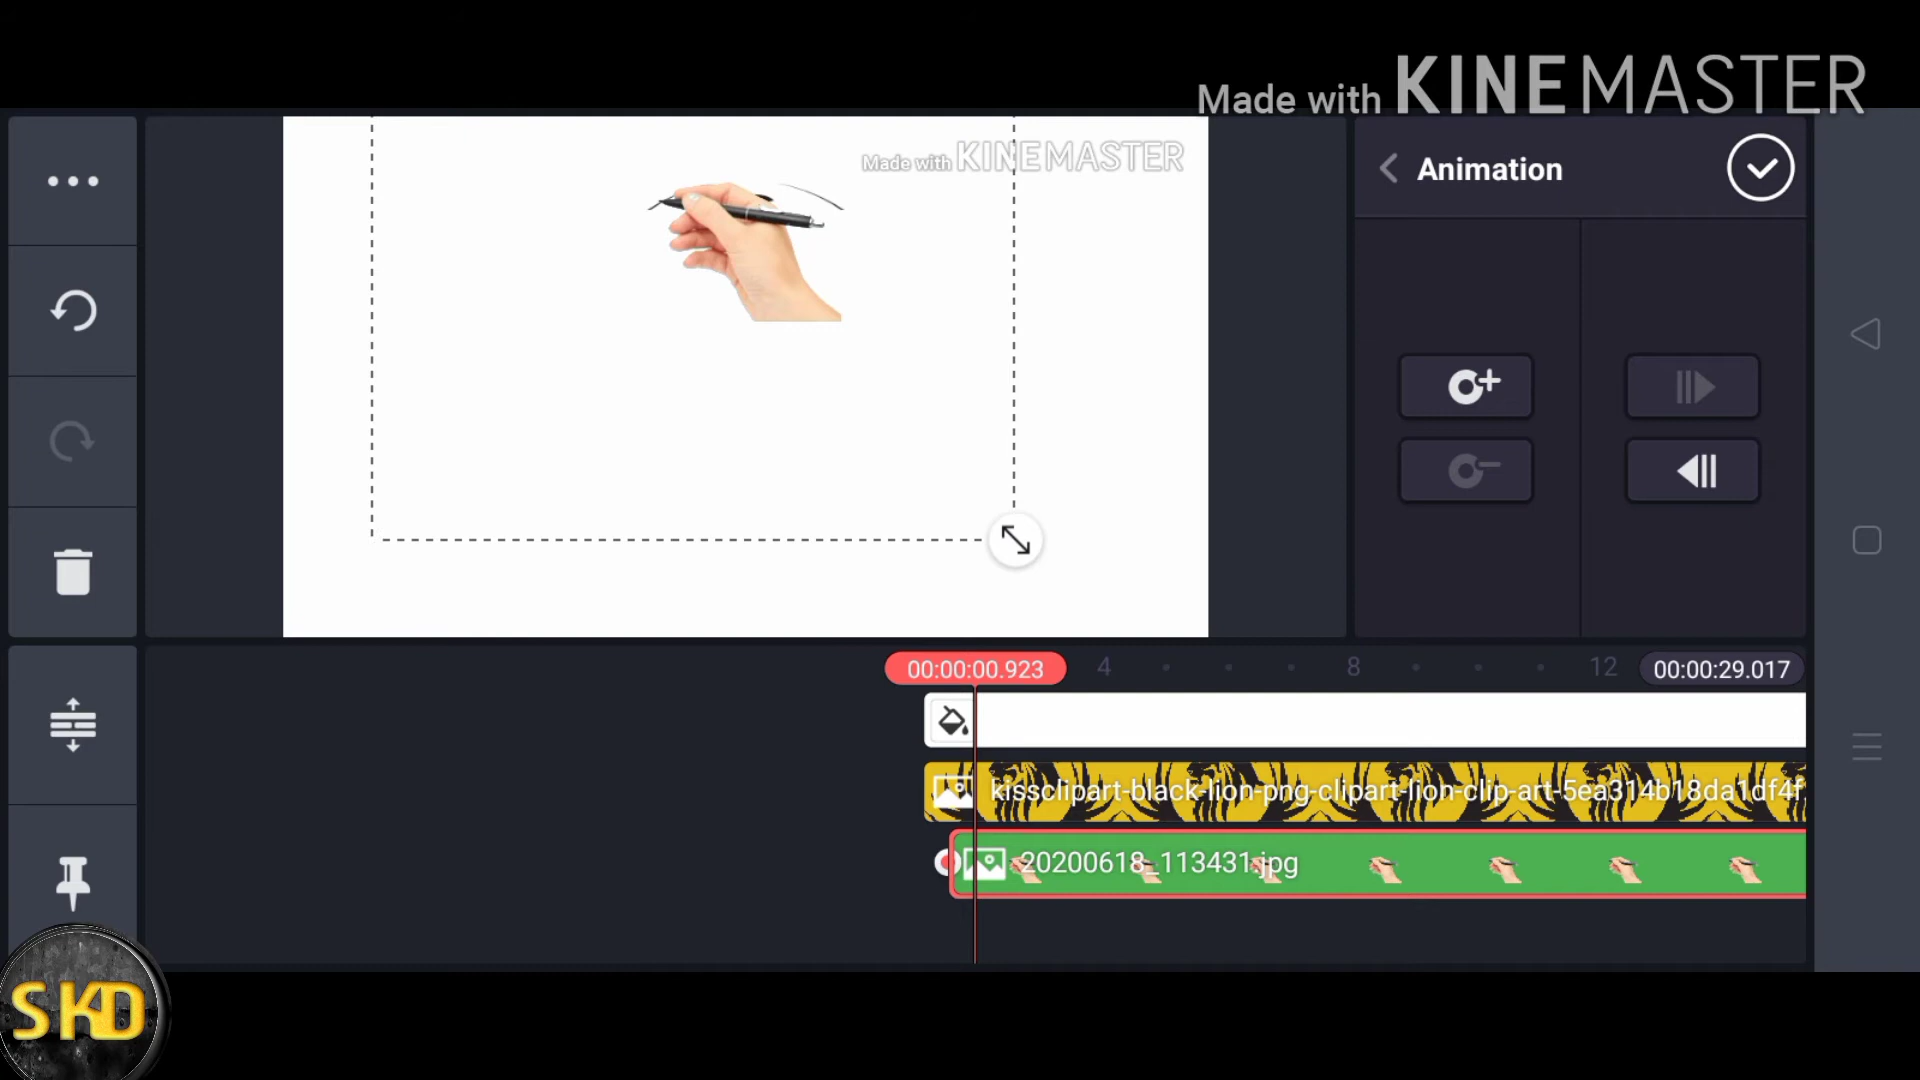 Made with KINEMASTER
Made with KINEMASTER
Animation
00:00:00.923
4
8
12
00:00:29.017
kissclipart-black-lion-png-clipart-lion-clip-art-5ea314b18da1df4f
20200618_113431.jpg
SKD